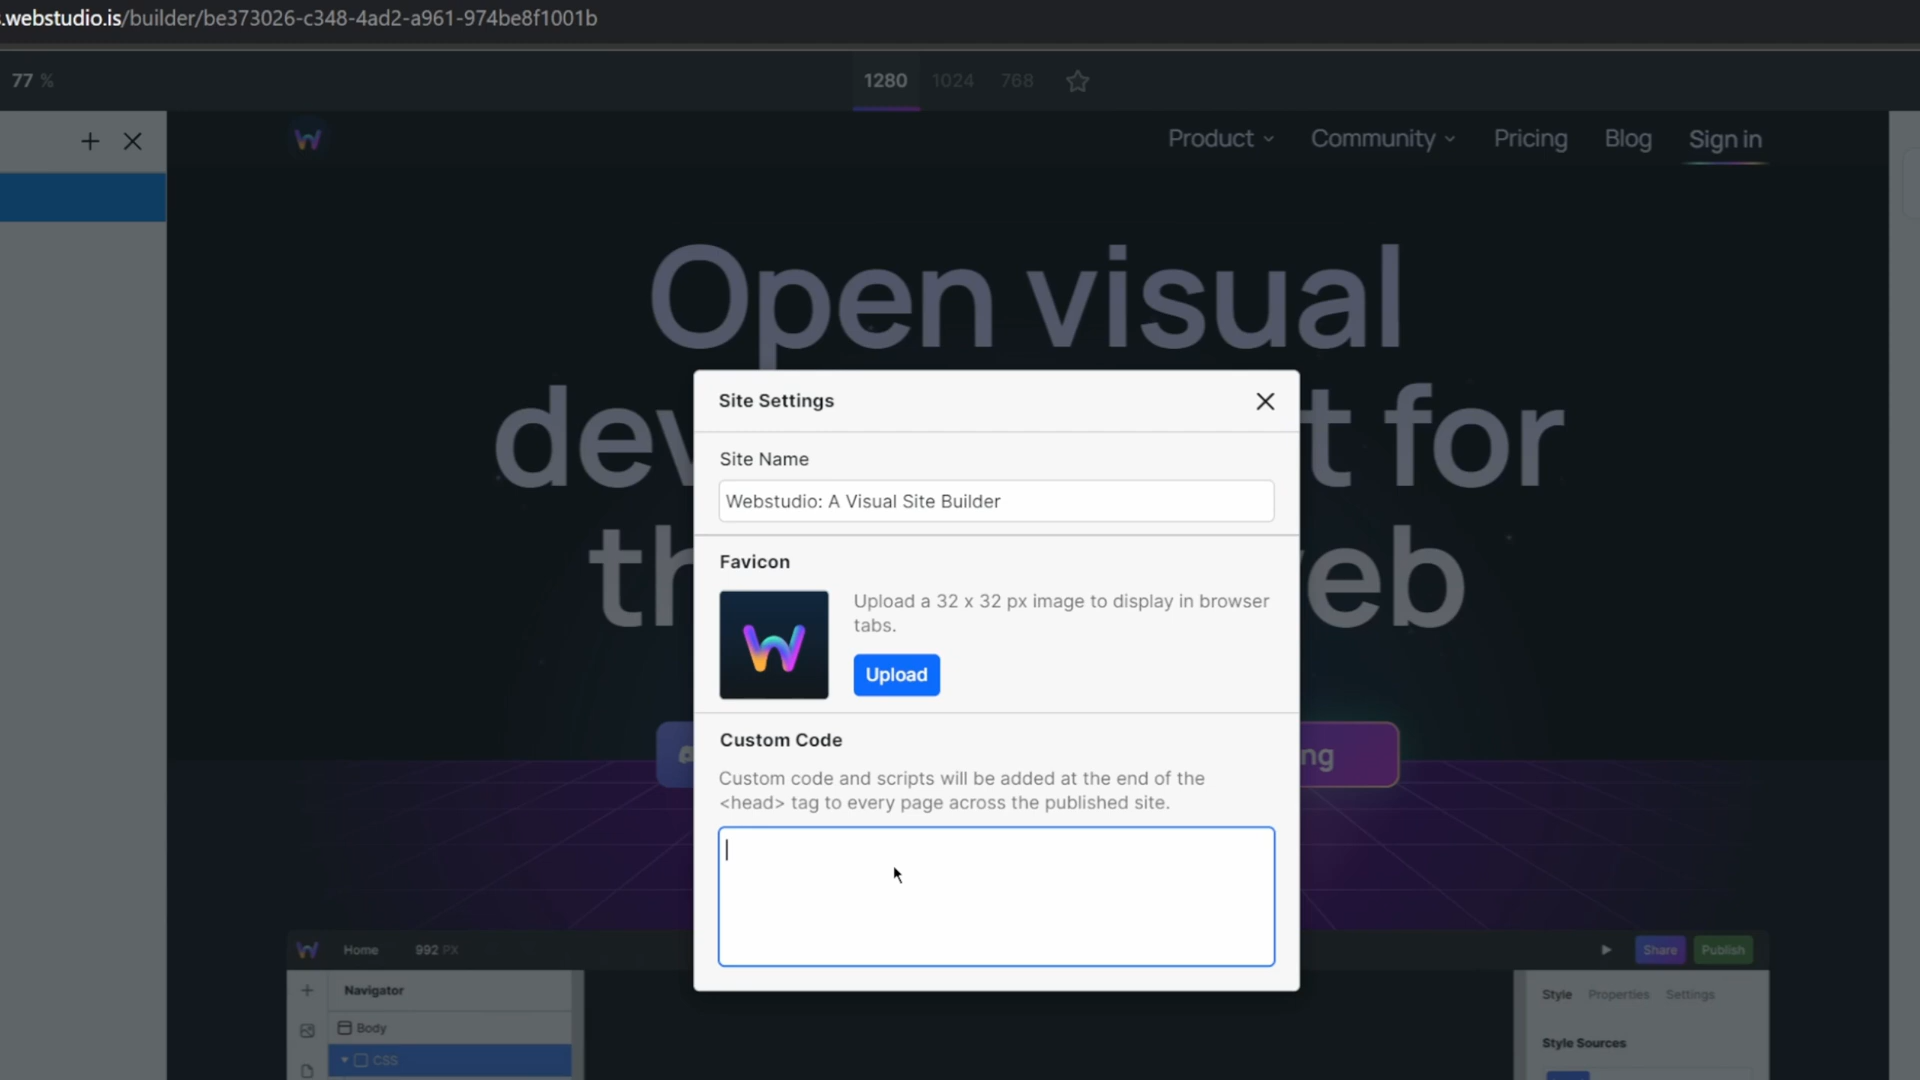 .webstudio.is/builder/be373026-c348-4ad2-a961-974be8f1001b
77 %
1280 1024 768
Product Community Pricing Blog Sign in
Open visual
dev t for
th eb
Site Settings
Site Name
Webstudio: A Visual Site Builder
Favicon
Upload a 32 x 32 px image to display in browser
tabs.
Upload
Custom Code
Custom code and scripts will be added at the end of the
<head> tag to every page across the published site.
ng
Home 992 PX Share Publish
Navigator
Body
CSS
Style Properties Settings
Style Sources